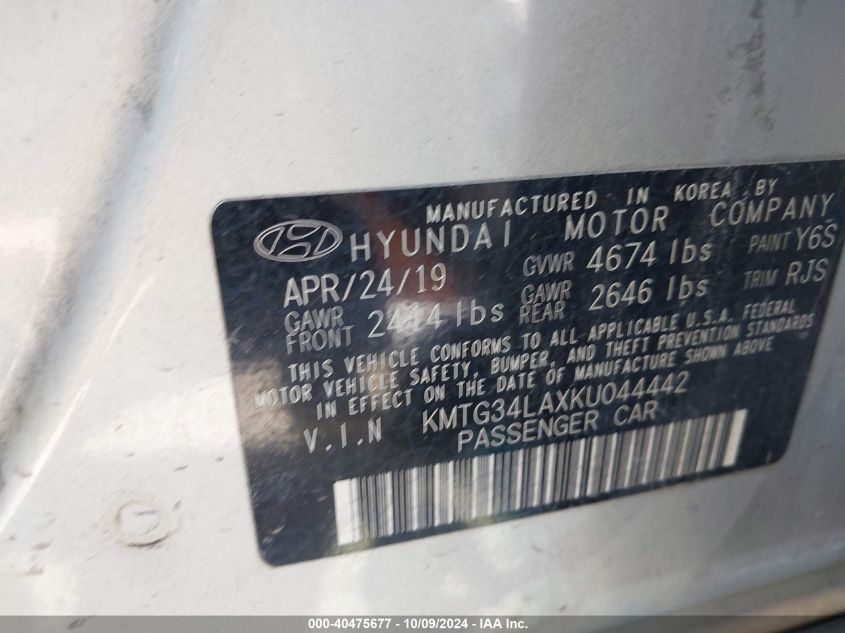 MANUFACTURED IN KOREA BY
HYUNDAI MOTOR COMPANY
APR/24/19 GVWR 4674 lbs PAINT Y6S
GAWR FRONT 2414 lbs GAWR REAR 2646 lbs TRIM RJS
THIS VEHICLE CONFORMS TO ALL APPLICABLE U.S.A. FEDERAL
MOTOR VEHICLE SAFETY, BUMPER, AND THEFT PREVENTION STANDARDS
IN EFFECT ON THE DATE OF MANUFACTURE SHOWN ABOVE
V.I.N KMTG34LAXKU044442
PASSENGER CAR
000-40475677 - 10/09/2024 - IAA Inc.